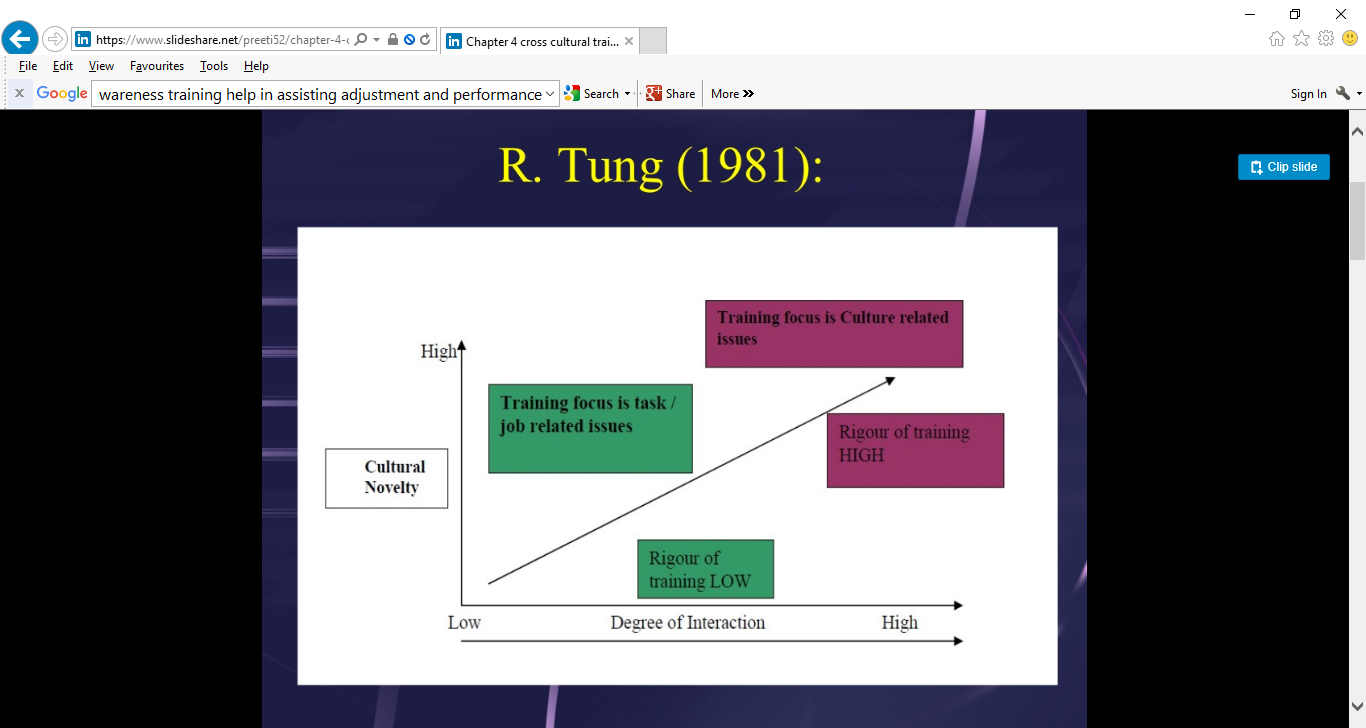 https://www.slideshare.net/preeti52/chapter-4-c
in Chapter 4 cross cultural trai...
File Edit View Favourites Tools Help
x Google wareness training help in assisting adjustment and performance Search Share More Sign In
R. Tung (1981):
Clip slide
Training focus is Culture related
issues
High
Training focus is task /
job related issues
Rigour of training
HIGH
Cultural
Novelty
Rigour of
training LOW
Low Degree of Interaction High